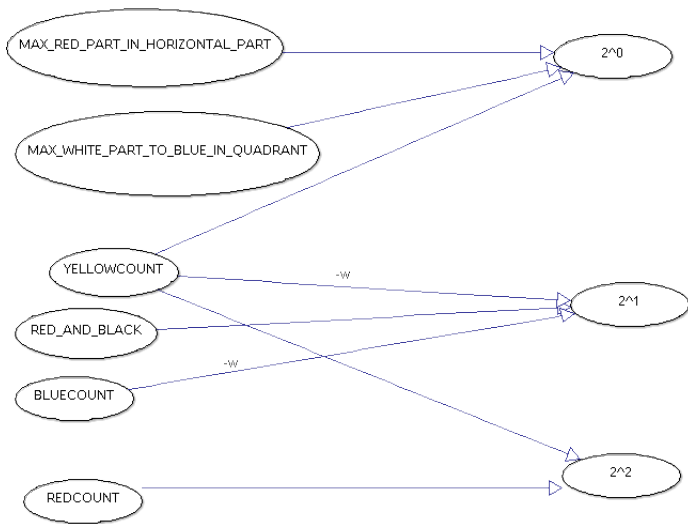 MAX_RED_PART_IN_HORIZONTAL_PART
2^0
MAX_WHITE_PART_TO_BLUE_IN_QUADRANT
YELLOWCOUNT
-w
2^1
RED_AND_BLACK
-w
BLUECOUNT
2^2
REDCOUNT